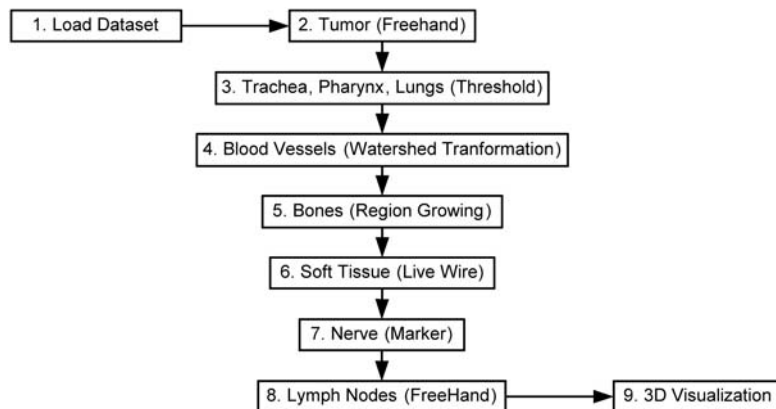 1. Load Dataset
2. Tumor (Freehand)
3. Trachea, Pharynx, Lungs (Threshold)
4. Blood Vessels (Watershed Tranformation)
5. Bones (Region Growing)
6. Soft Tissue (Live Wire)
7. Nerve (Marker)
8. Lymph Nodes (FreeHand)
9. 3D Visualization